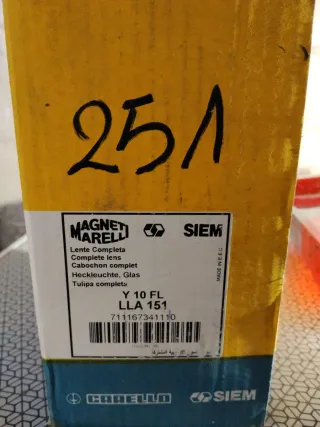 251
MAGNETI MARELLI SIEM
Lente Completa
Complete lens
Cabochon complet
Heckleuchte, Glas
Tulipa completa
MADE IN E.E.C.
Y 10 FL
LLA 151
711167341110
CARELLO SIEM